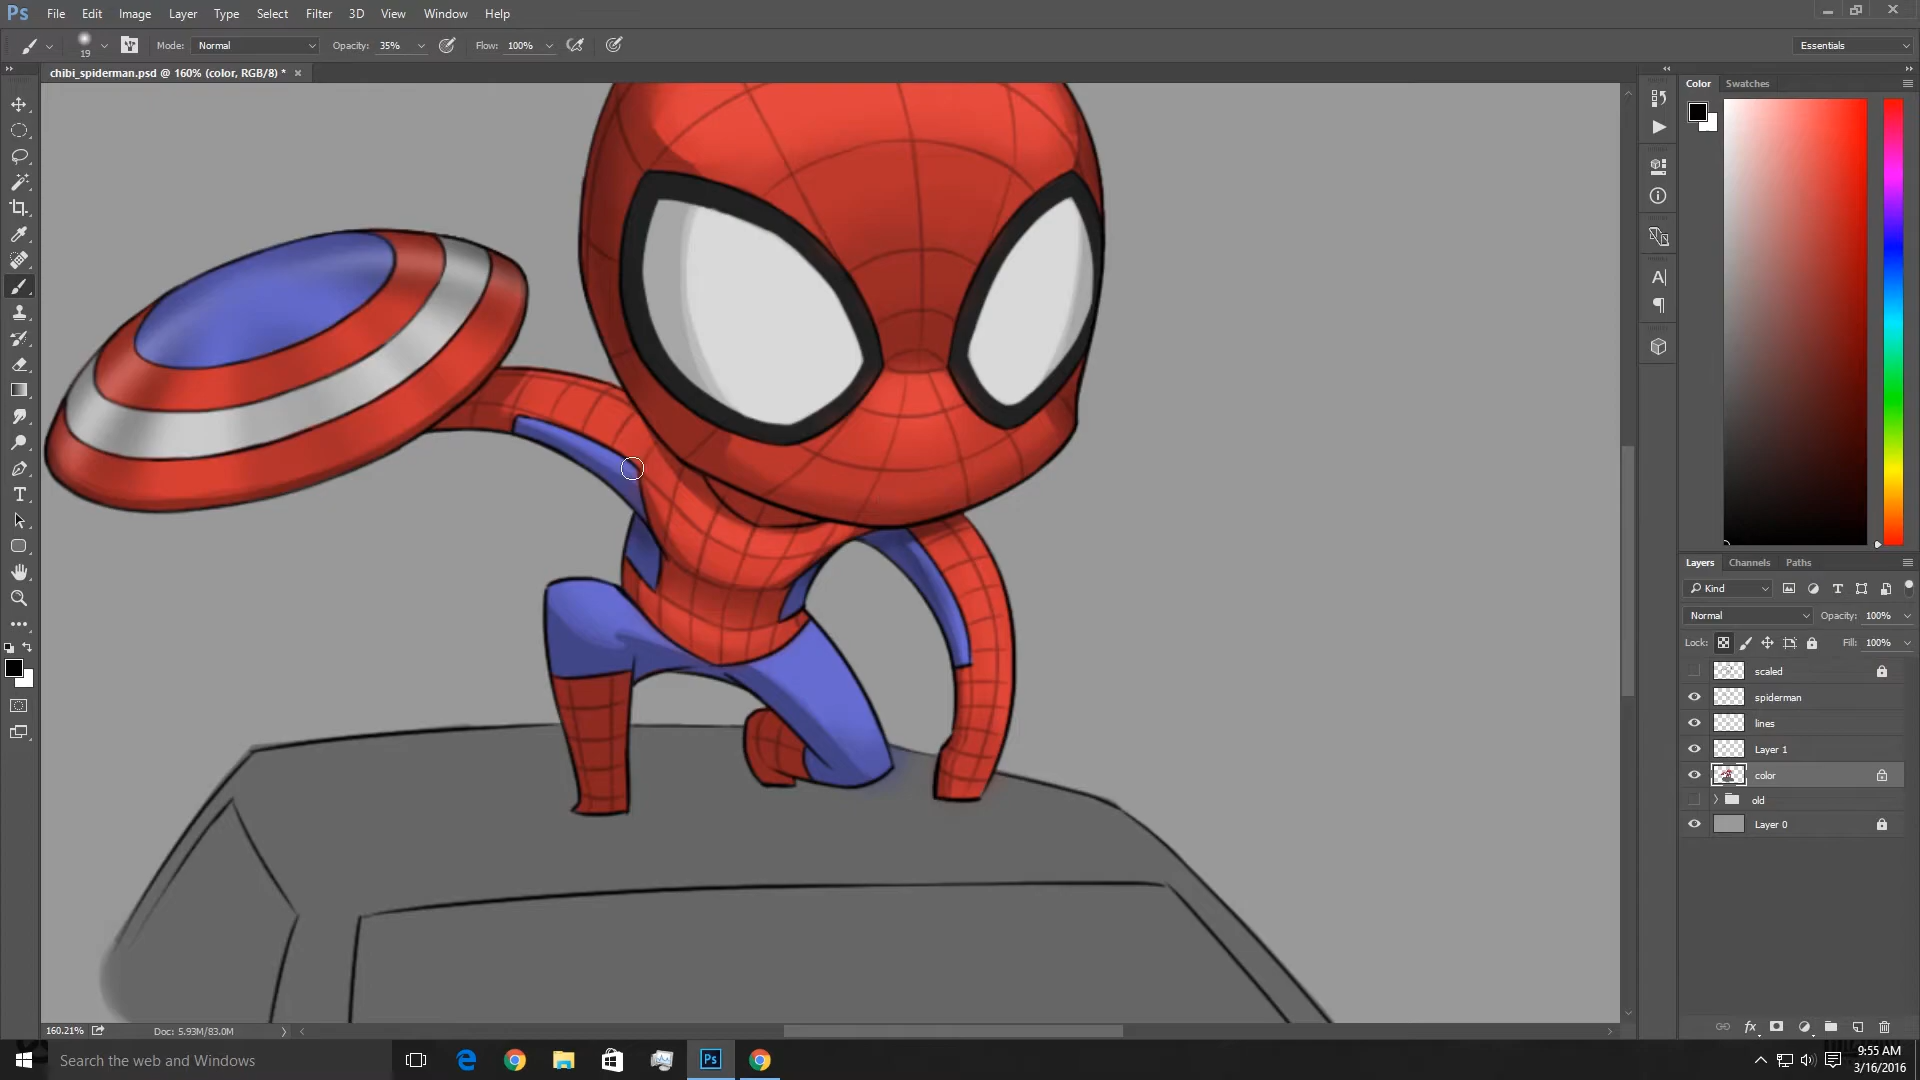 Ps File Edit Image Layer Type Select Filter 3D View Window Help
19 Mode: Normal Opacity: 35% Flow: 100% Essentials
chibi_spiderman.psd @ 160% (color, RGB/8) * ×
Color Swatches
Layers Channels Paths
Kind
Normal Opacity: 100%
Lock: Fill: 100%
scaled
spiderman
lines
Layer 1
color
old
Layer 0
160.21% Doc: 5.93M/83.0M
Search the web and Windows
Ps
9:55 AM
3/16/2016